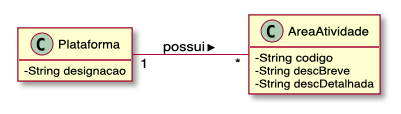 C Plataforma
-String designacao
possui ▶
1
*
C AreaAtividade
-String codigo
-String descBreve
-String descDetalhada